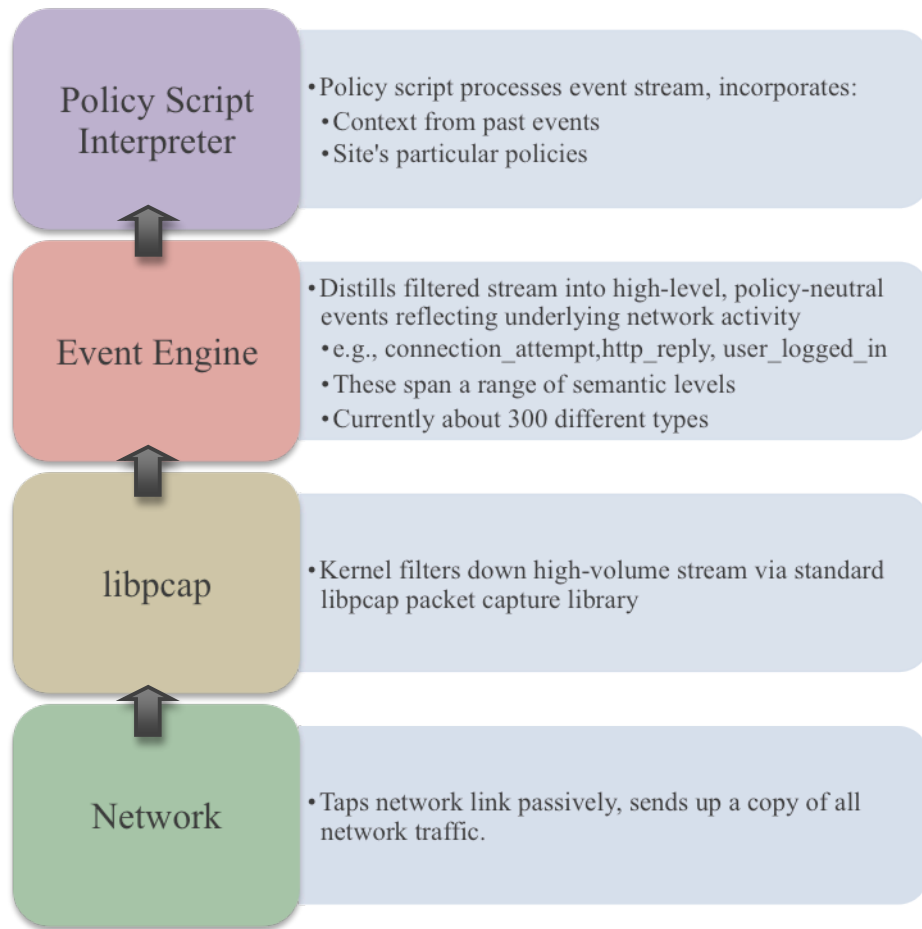 Policy Script
Interpreter
• Policy script processes event stream, incorporates:
• Context from past events
• Site's particular policies
Event Engine
• Distills filtered stream into high-level, policy-neutral
events reflecting underlying network activity
• e.g., connection_attempt,http_reply, user_logged_in
• These span a range of semantic levels
• Currently about 300 different types
libpcap
• Kernel filters down high-volume stream via standard
libpcap packet capture library
Network
• Taps network link passively, sends up a copy of all
network traffic.